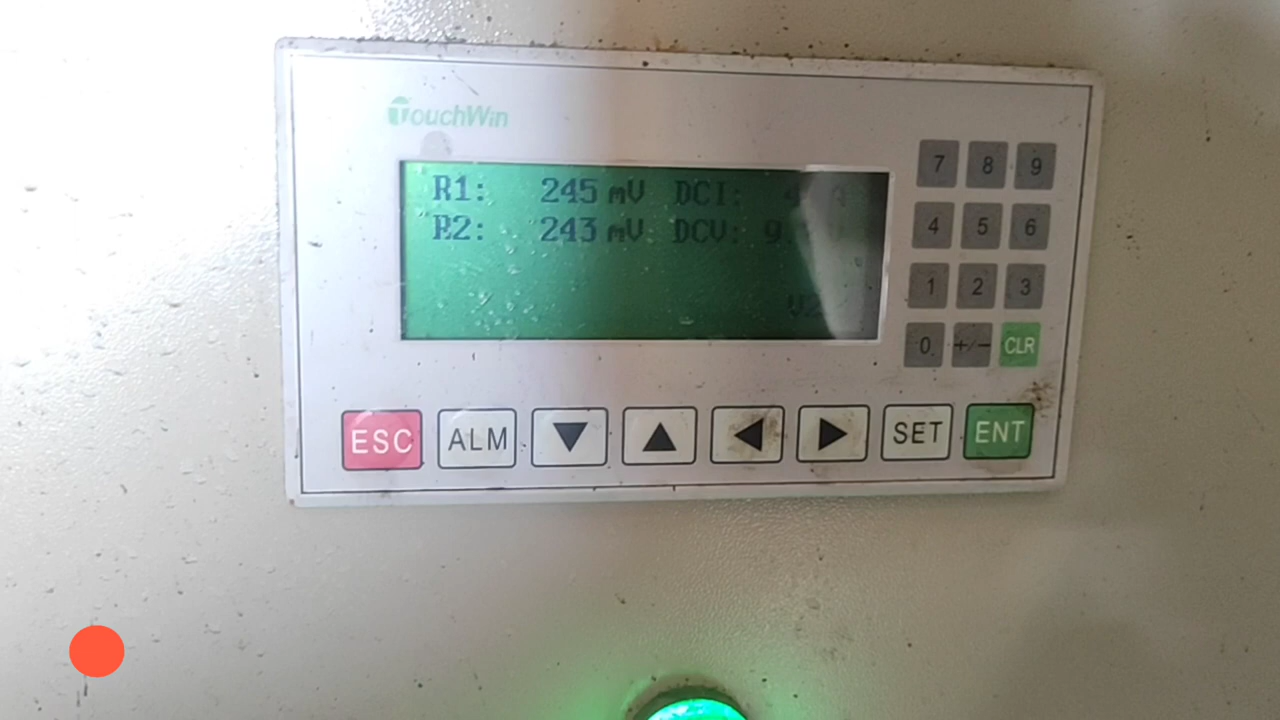 TouchWin
R1: 245 mV DCI:
R2: 243 mV DCV:
7 8 9
4 5 6
1 2 3
0 +/− CLR
ESC ALM ▼ ▲ ◀ ▶ SET ENT